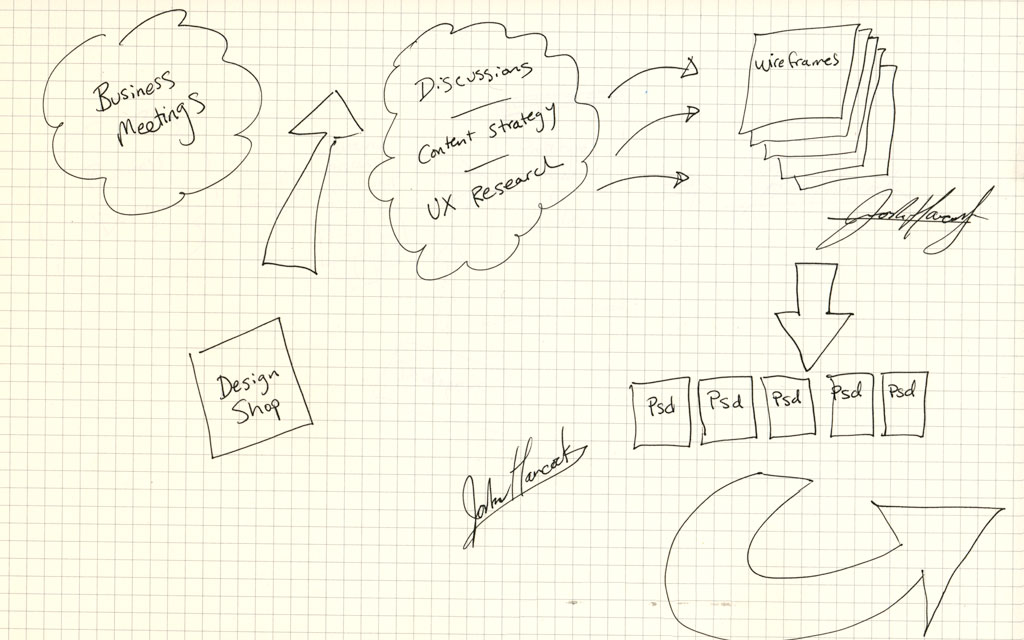 Business
Meetings
Discussions
Content Strategy
UX Research
Wireframes
John Hancock
Psd
Psd
Psd
Psd
Psd
Design
Shop
John Hancock